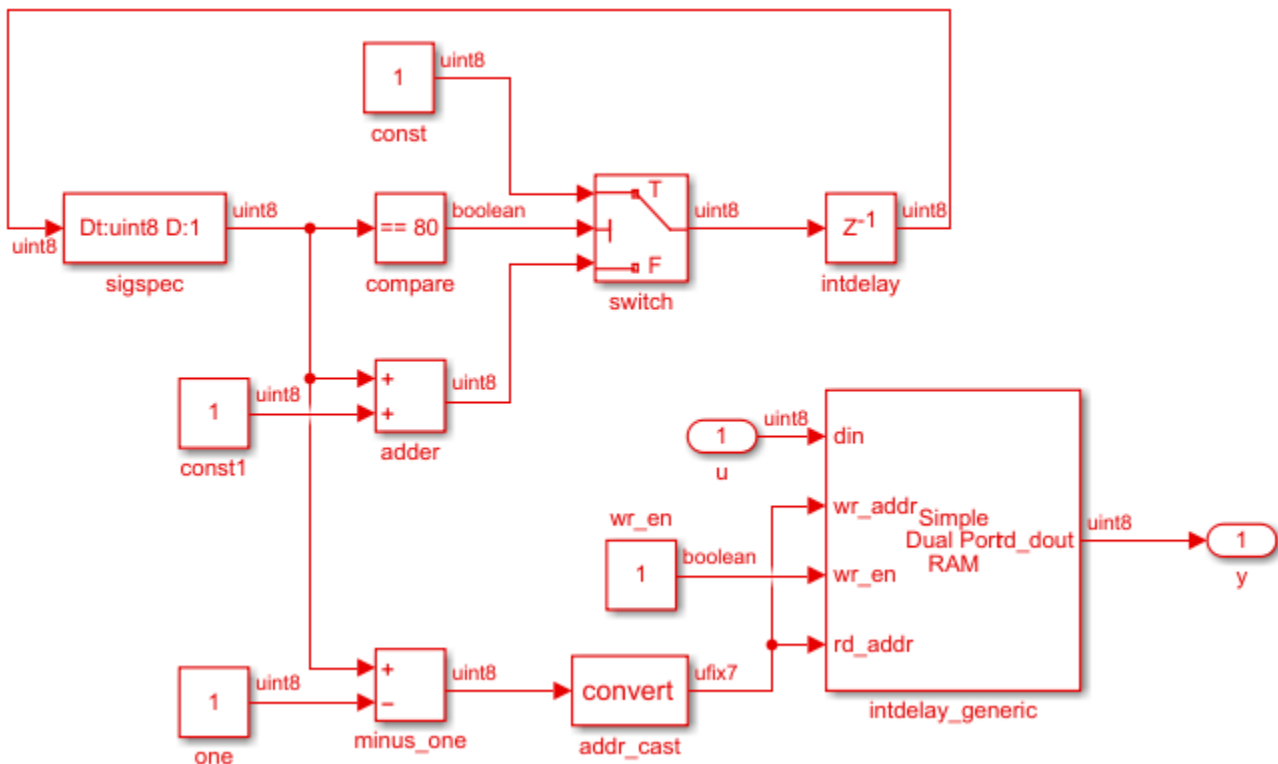 uint8
1
const
uint8
Dt:uint8 D:1
sigspec
uint8
== 80
compare
boolean
T
F
switch
uint8
Z-1
intdelay
uint8
1
const1
uint8
+
+
adder
uint8
1
u
uint8
wr_en
1
boolean
din
wr_addr
Simple
Dual Portd_dout
wr_en
RAM
rd_addr
intdelay_generic
uint8
1
y
1
one
uint8
+
−
minus_one
uint8
convert
addr_cast
ufix7